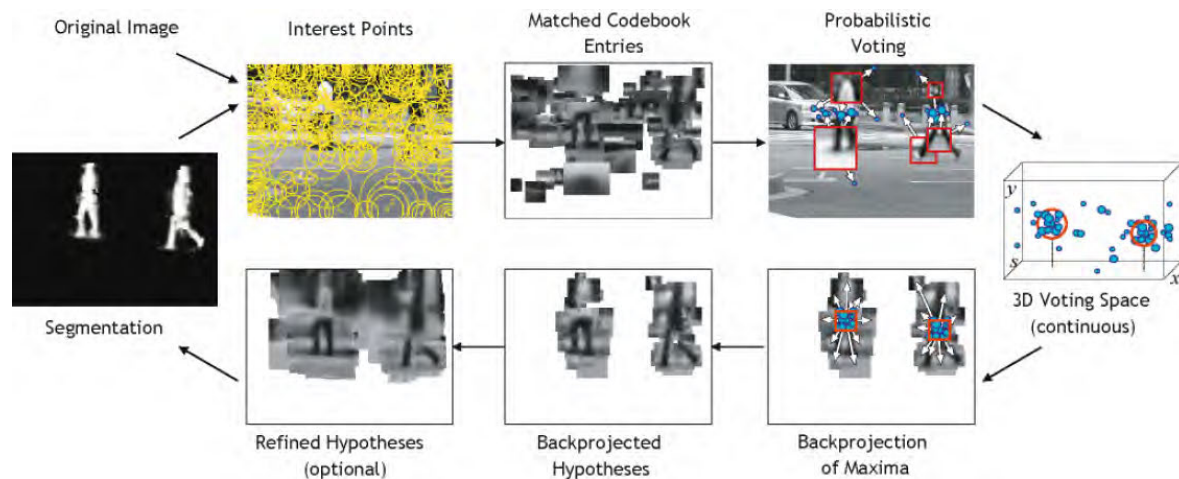 Original Image
Interest Points
Matched Codebook
Entries
Probabilistic
Voting
y
s
x
3D Voting Space
(continuous)
Segmentation
Refined Hypotheses
(optional)
Backprojected
Hypotheses
Backprojection
of Maxima